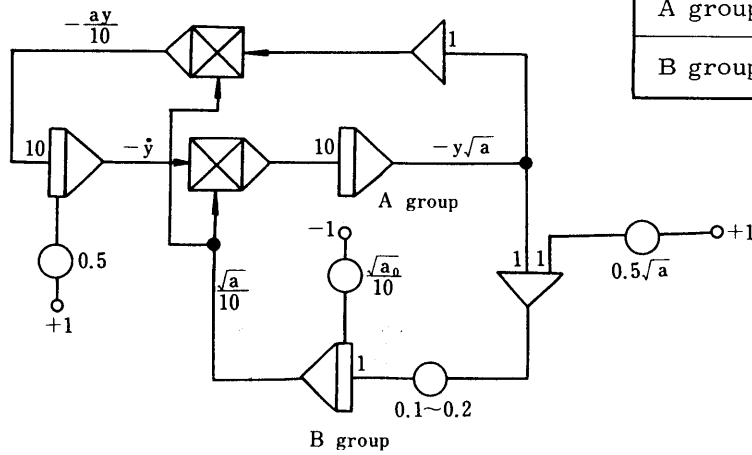 -ay/10
1
A group
B group
10
-ẏ
10
-y√a
A group
0.5
+1
-1
√a/10
√a₀/10
1 1
0.5√a
+1
1
0.1~0.2
B group